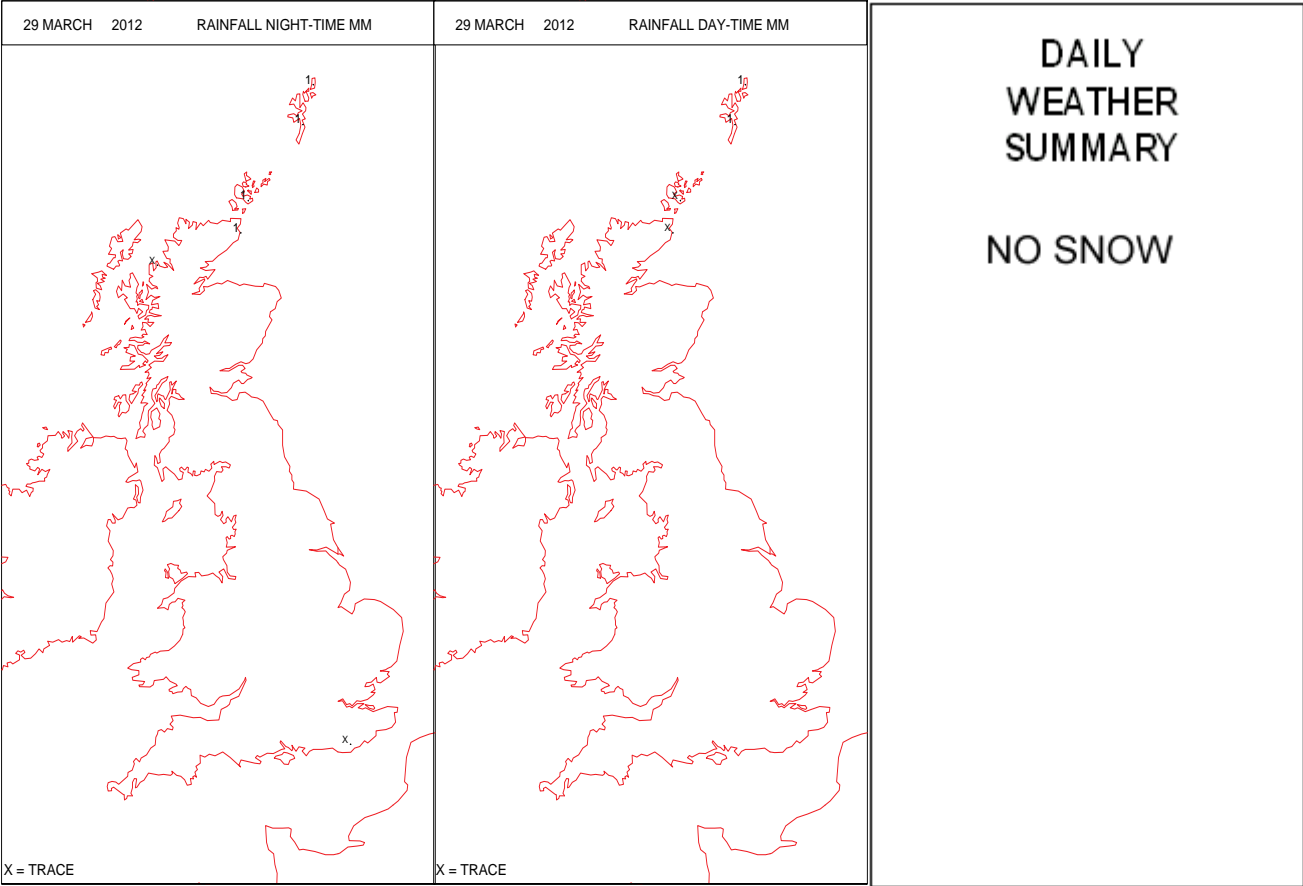 29 MARCH 2012 RAINFALL NIGHT-TIME MM
1
1
1
1
X
X
X = TRACE
29 MARCH 2012 RAINFALL DAY-TIME MM
1
1
X
X
X = TRACE
DAILY
WEATHER
SUMMARY
NO SNOW